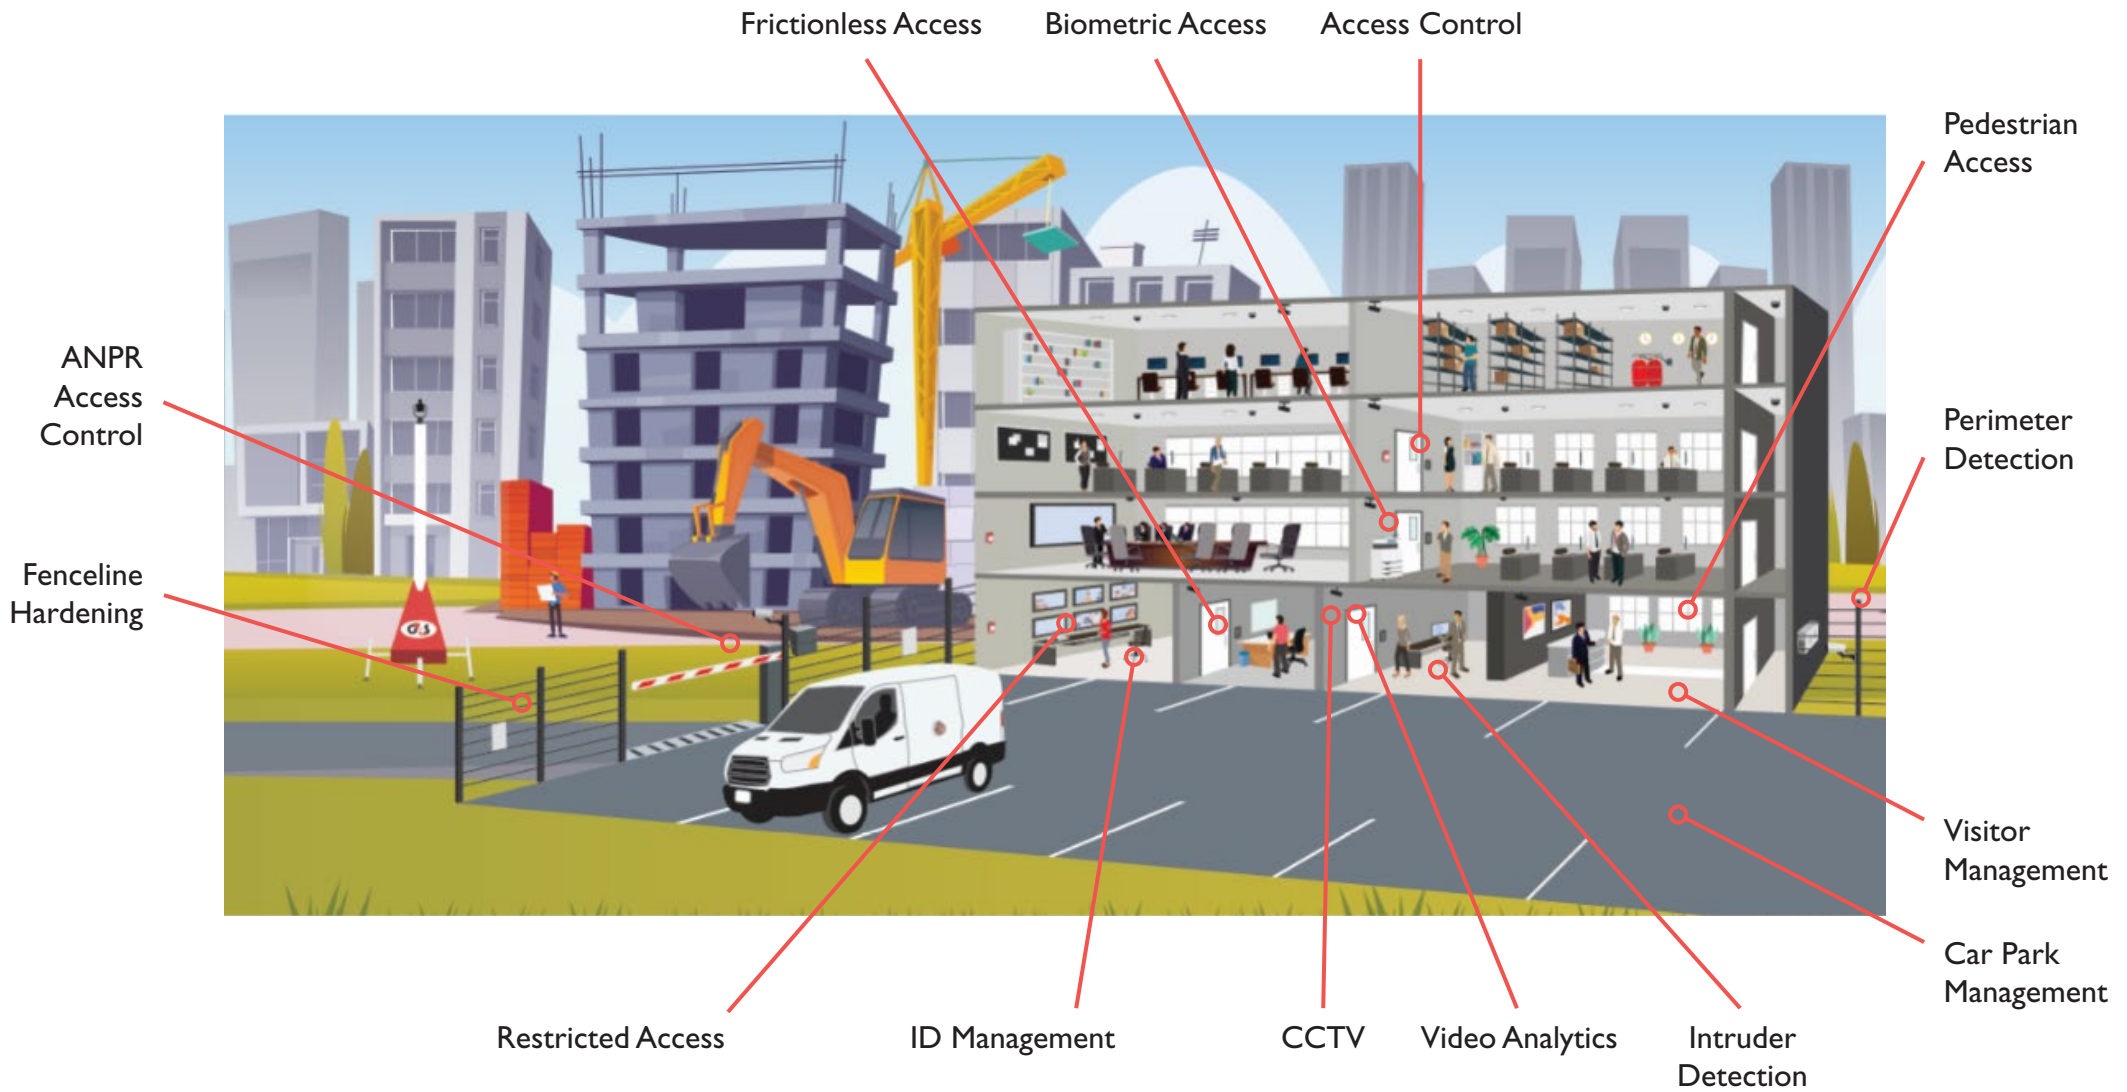 Frictionless Access
Biometric Access
Access Control
Pedestrian
Access
ANPR
Access
Control
Perimeter
Detection
Fenceline
Hardening
G4S
Visitor
Management
Car Park
Management
Restricted Access
ID Management
CCTV
Video Analytics
Intruder
Detection